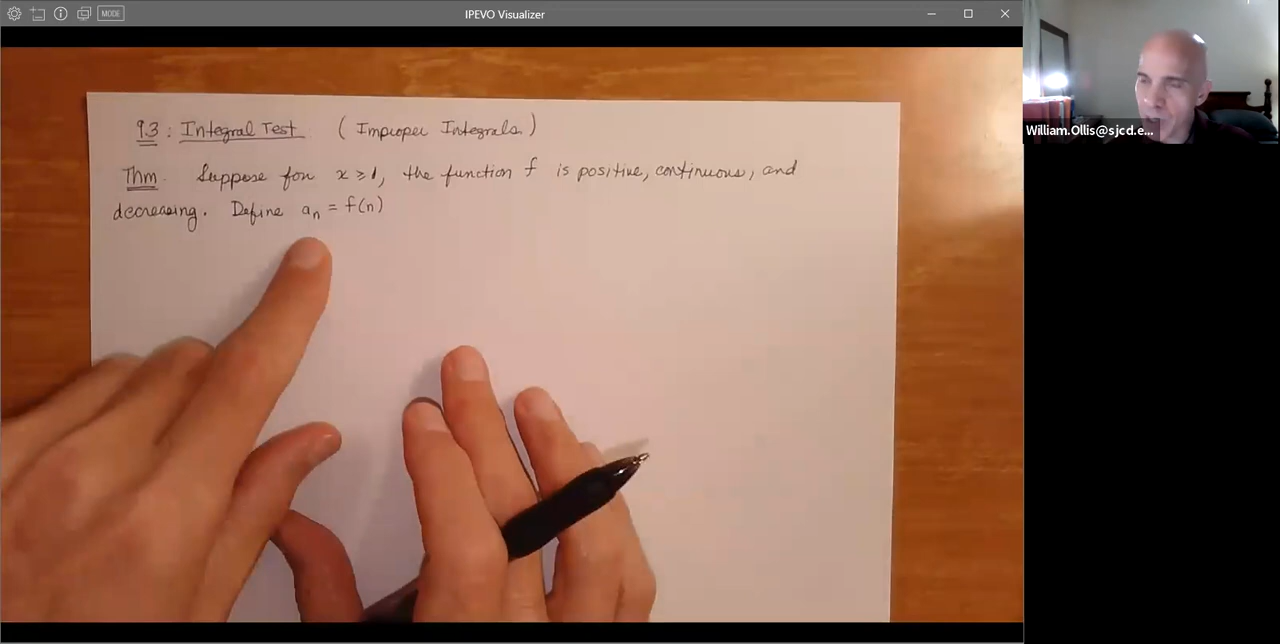 MODE
IPEVO Visualizer
William.Ollis@sjcd.e...
9.3 : Integral Test ( Improper Integrals )
Thm. Suppose for x ≥ 1, the function f is positive, continuous, and
decreasing. Define aₙ = f(n)